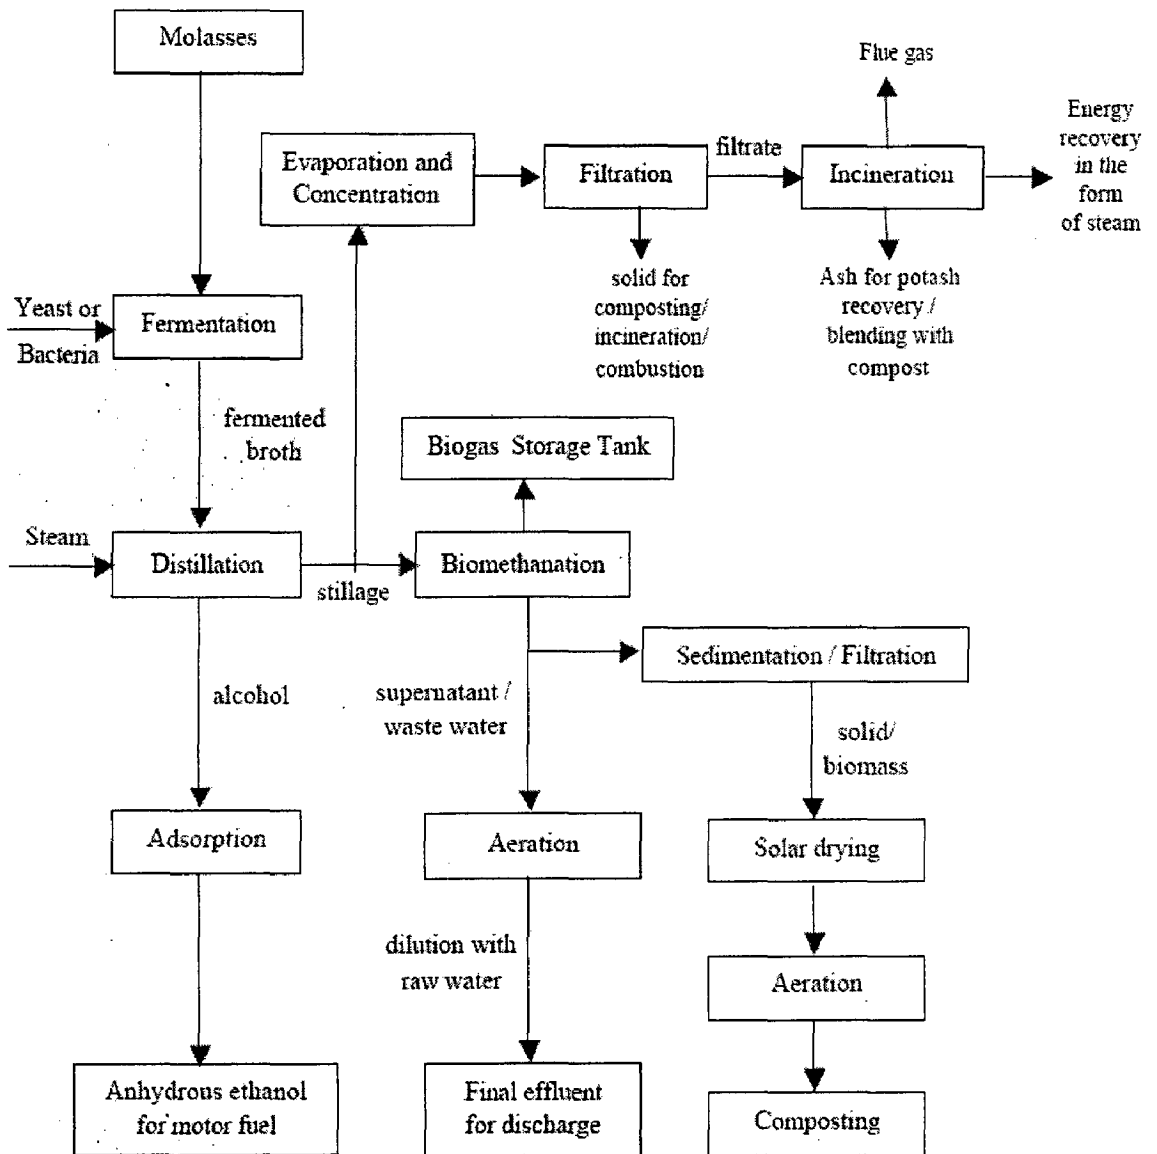 Molasses
Flue gas
Energy
recovery
in the
form
of steam
Evaporation and
Concentration
Filtration
filtrate
Incineration
solid for
composting/
incineration/
combustion
Ash for potash
recovery /
blending with
compost
Yeast or
Bacteria
Fermentation
fermented
broth
Biogas Storage Tank
Steam
Distillation
stillage
Biomethanation
Sedimentation / Filtration
alcohol
supernatant /
waste water
solid/
biomass
Adsorption
Aeration
Solar drying
dilution with
raw water
Aeration
Anhydrous ethanol
for motor fuel
Final effluent
for discharge
Composting